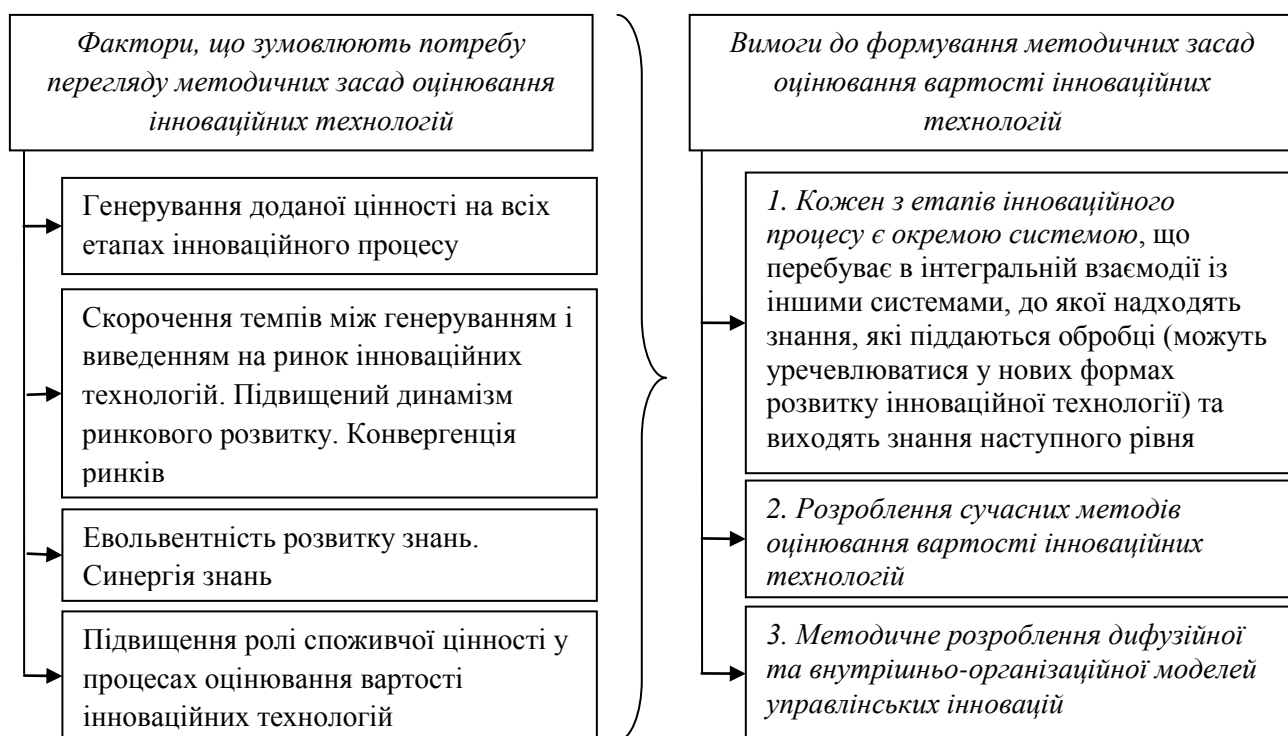 Фактори, що зумовлюють потребу
перегляду методичних засад оцінювання
інноваційних технологій
Генерування доданої цінності на всіх
етапах інноваційного процесу
Скорочення темпів між генеруванням і
виведенням на ринок інноваційних
технологій. Підвищений динамізм
ринкового розвитку. Конвергенція
ринків
Евольвентність розвитку знань.
Синергія знань
Підвищення ролі споживчої цінності у
процесах оцінювання вартості
інноваційних технологій
Вимоги до формування методичних засад
оцінювання вартості інноваційних
технологій
1. Кожен з етапів інноваційного
процесу є окремою системою, що
перебуває в інтегральній взаємодії із
іншими системами, до якої надходять
знання, які піддаються обробці (можуть
уречевлюватися у нових формах
розвитку інноваційної технології) та
виходять знання наступного рівня
2. Розроблення сучасних методів
оцінювання вартості інноваційних
технологій
3. Методичне розроблення дифузійної
та внутрішньо-організаційної моделей
управлінських інновацій